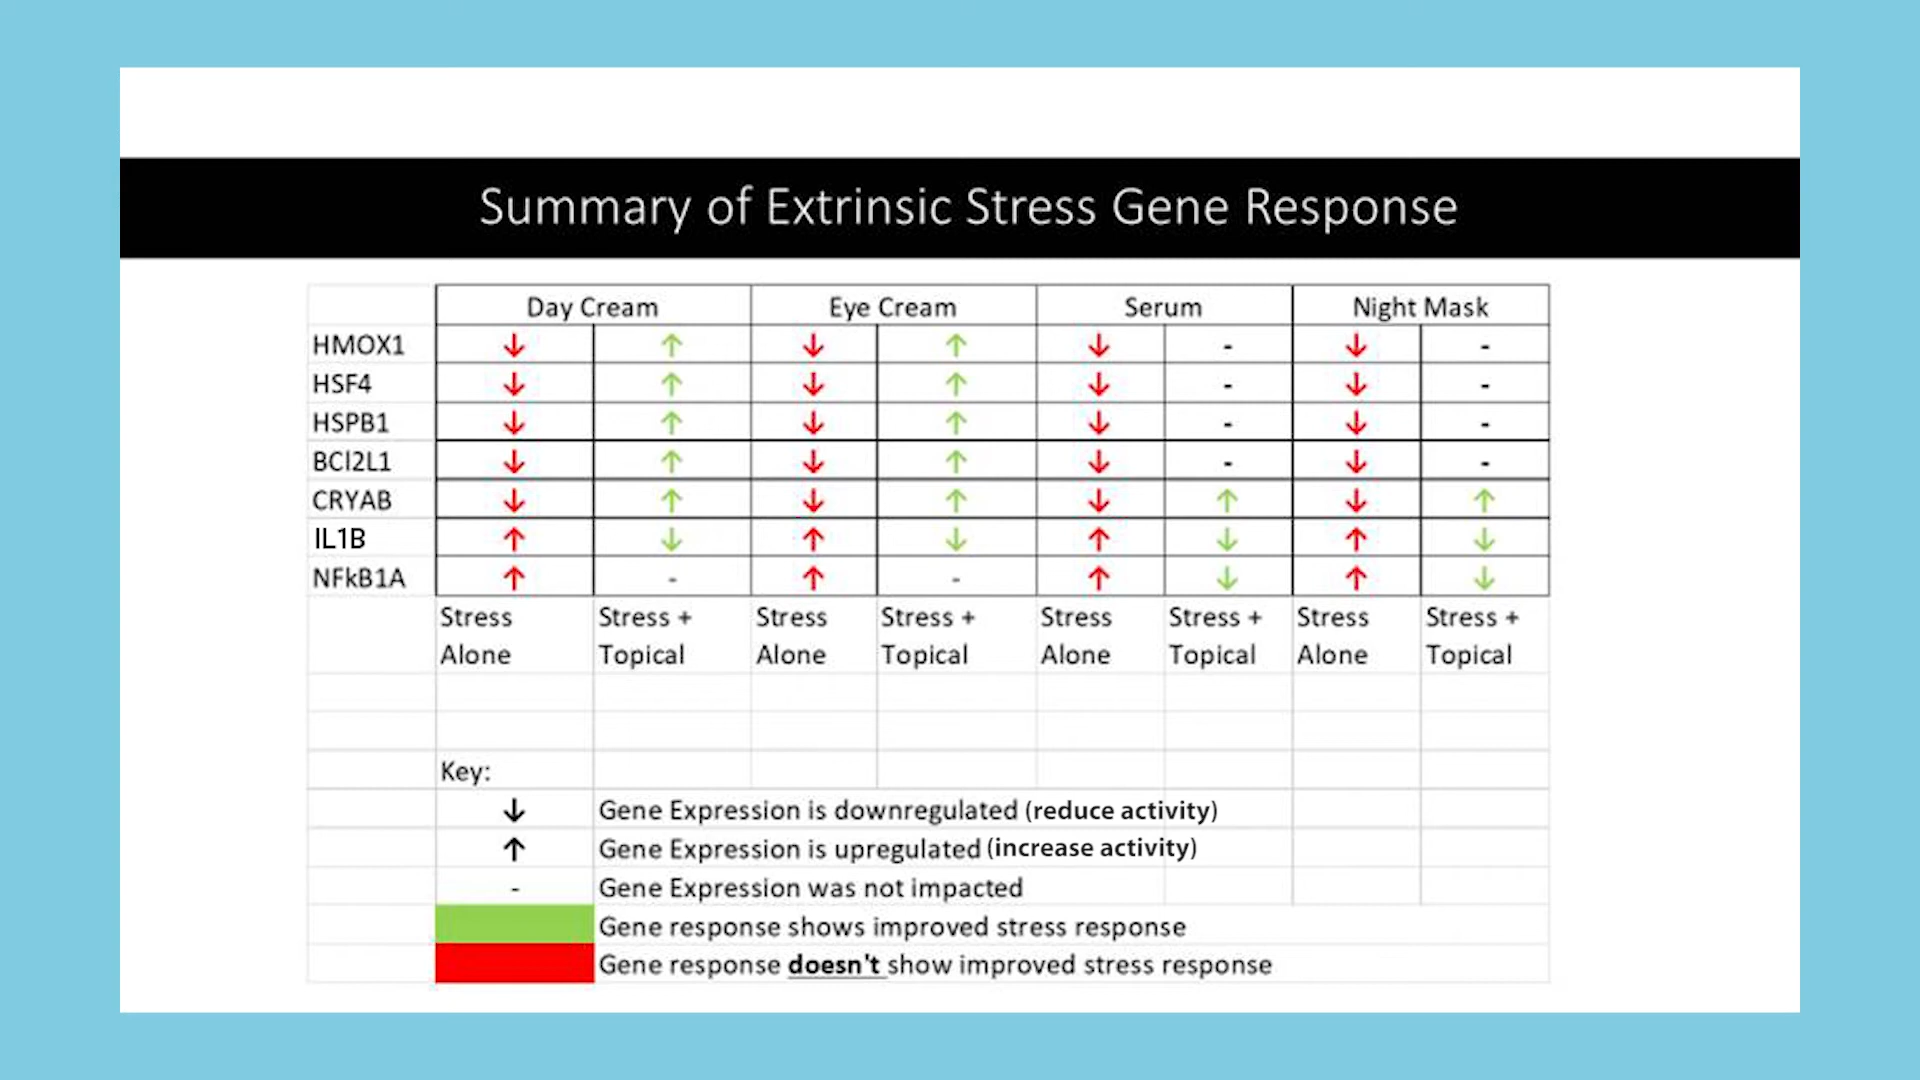 Summary of Extrinsic Stress Gene Response
Day Cream Eye Cream Serum Night Mask
HMOX1 ↓ ↑ ↓ ↑ ↓ - ↓ -
HSF4 ↓ ↑ ↓ ↑ ↓ - ↓ -
HSPB1 ↓ ↑ ↓ ↑ ↓ - ↓ -
BCl2L1 ↓ ↑ ↓ ↑ ↓ - ↓ -
CRYAB ↓ ↑ ↓ ↑ ↓ ↑ ↓ ↑
IL1B ↑ ↓ ↑ ↓ ↑ ↓ ↑ ↓
NFkB1A ↑ - ↑ - ↑ ↓ ↑ ↓
Stress Stress + Stress Stress + Stress Stress + Stress Stress +
Alone Topical Alone Topical Alone Topical Alone Topical
Key:
↓ Gene Expression is downregulated (reduce activity)
↑ Gene Expression is upregulated (increase activity)
- Gene Expression was not impacted
Gene response shows improved stress response
Gene response doesn't show improved stress response